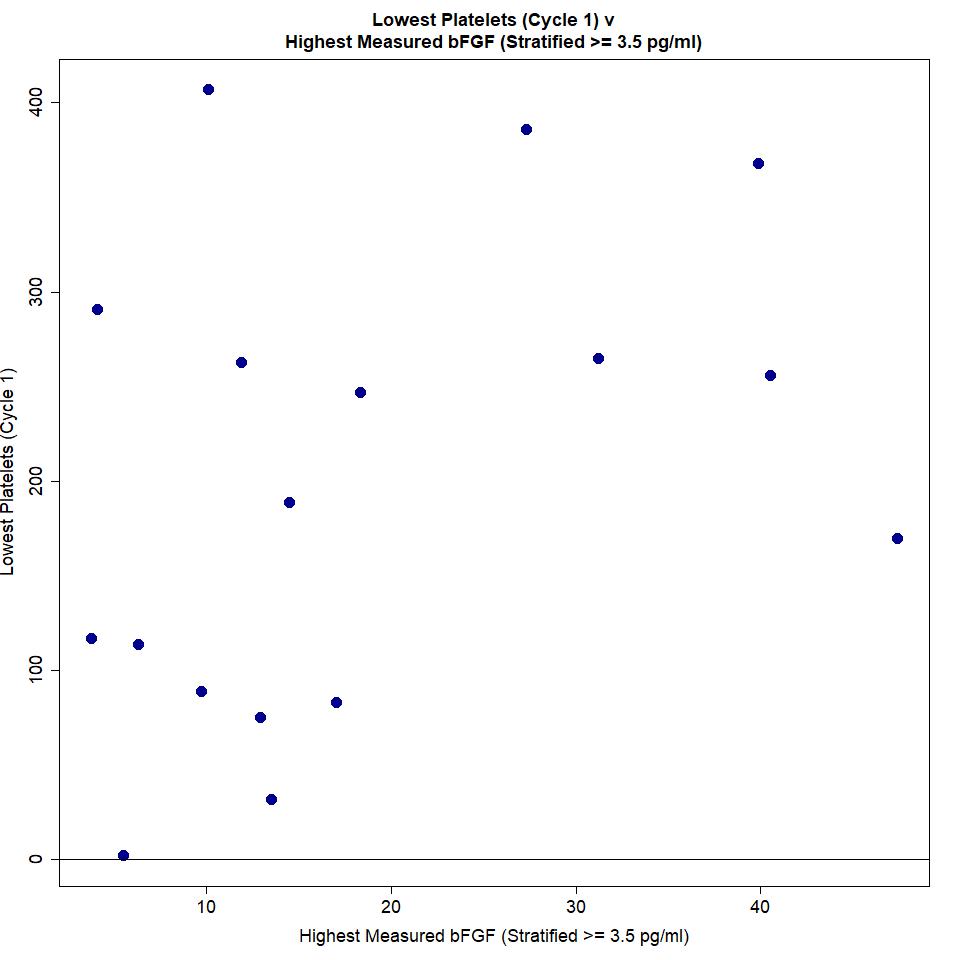 Lowest Platelets (Cycle 1) v
Highest Measured bFGF (Stratified >= 3.5 pg/ml)
Lowest Platelets (Cycle 1)
400
300
200
100
0
10 20 30 40
Highest Measured bFGF (Stratified >= 3.5 pg/ml)